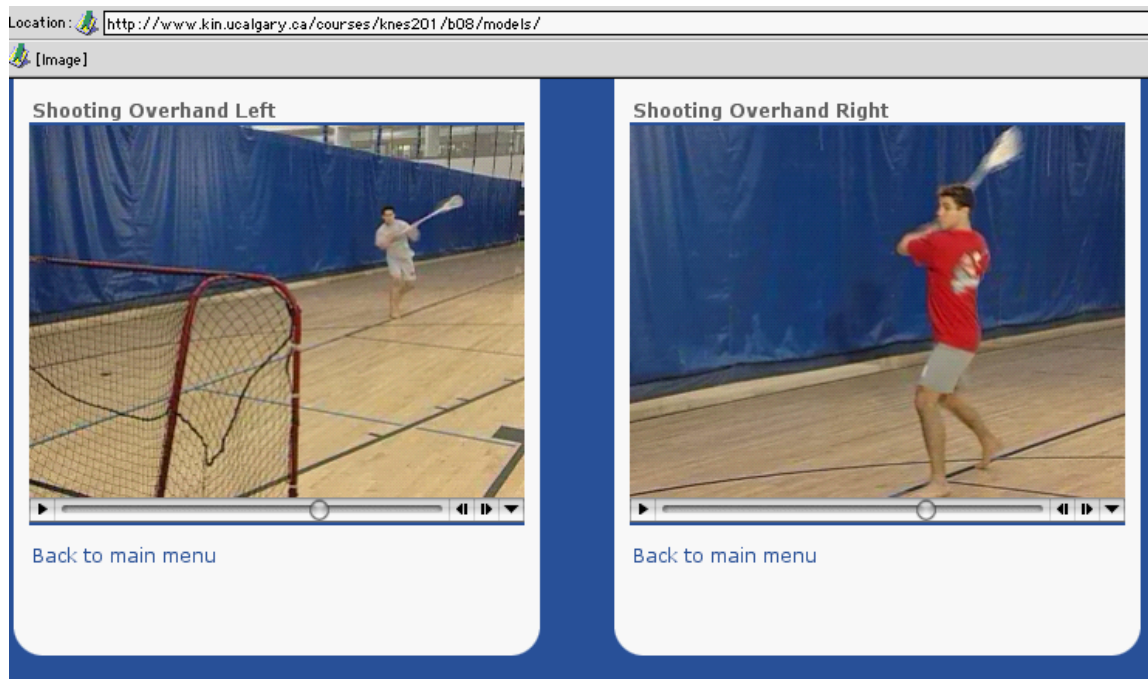 Location: http://www.kin.ucalgary.ca/courses/knes201/b08/models/
[Image]
Shooting Overhand Left
Shooting Overhand Right
Back to main menu
Back to main menu